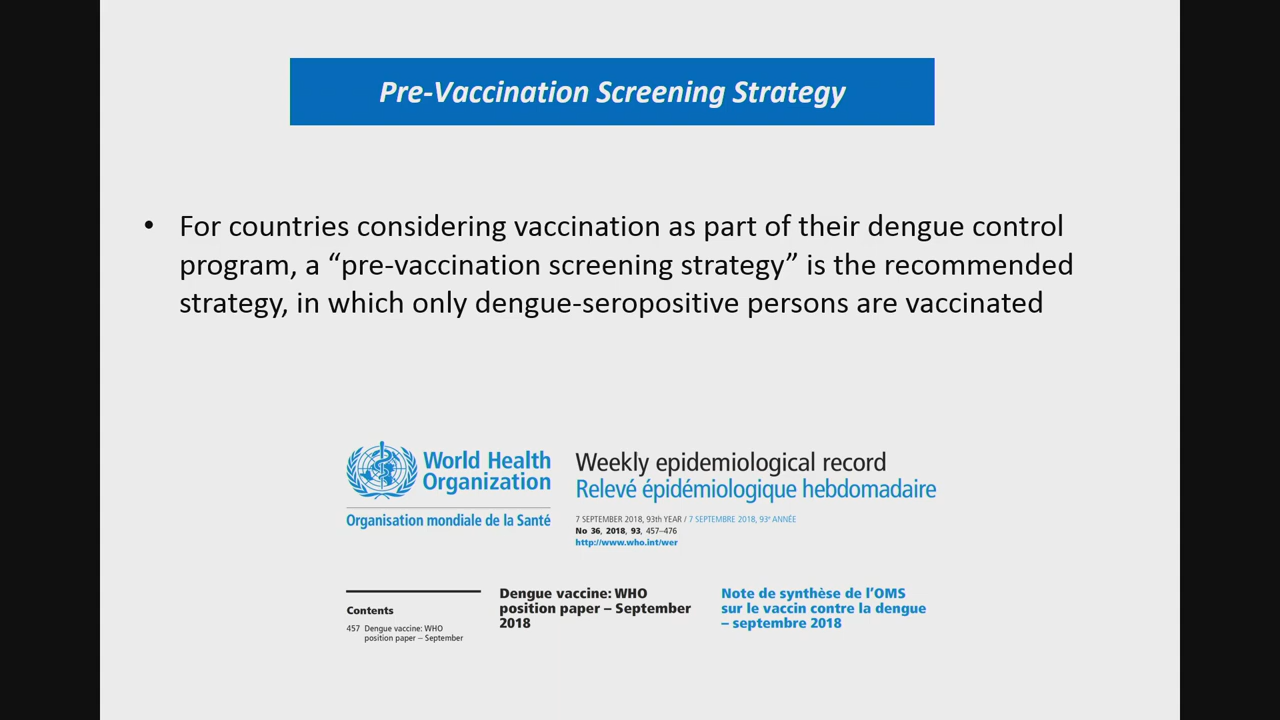 Pre-Vaccination Screening Strategy
• For countries considering vaccination as part of their dengue control
program, a “pre-vaccination screening strategy” is the recommended
strategy, in which only dengue-seropositive persons are vaccinated
World Health
Organization
Organisation mondiale de la Santé
Weekly epidemiological record
Relevé épidémiologique hebdomadaire
7 SEPTEMBER 2018, 93th YEAR / 7 SEPTEMBRE 2018, 93e ANNÉE
No 36, 2018, 93, 457–476
http://www.who.int/wer
Contents
457 Dengue vaccine: WHO
position paper – September
Dengue vaccine: WHO
position paper – September
2018
Note de synthèse de l’OMS
sur le vaccin contre la dengue
– septembre 2018